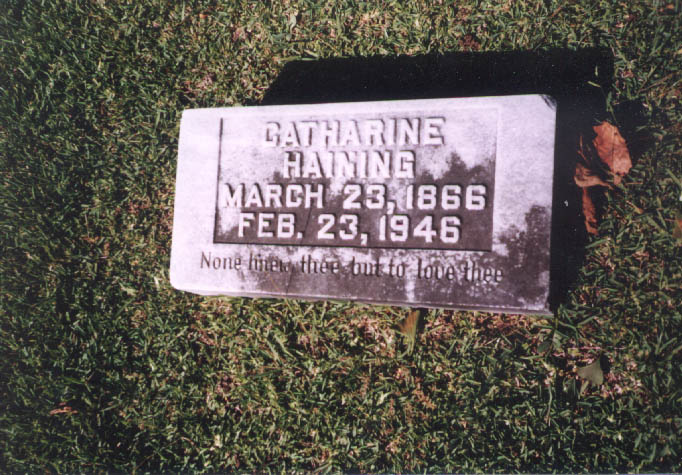 CATHARINE
HAINING
MARCH 23, 1866
FEB. 23, 1946
None knew thee but to love thee